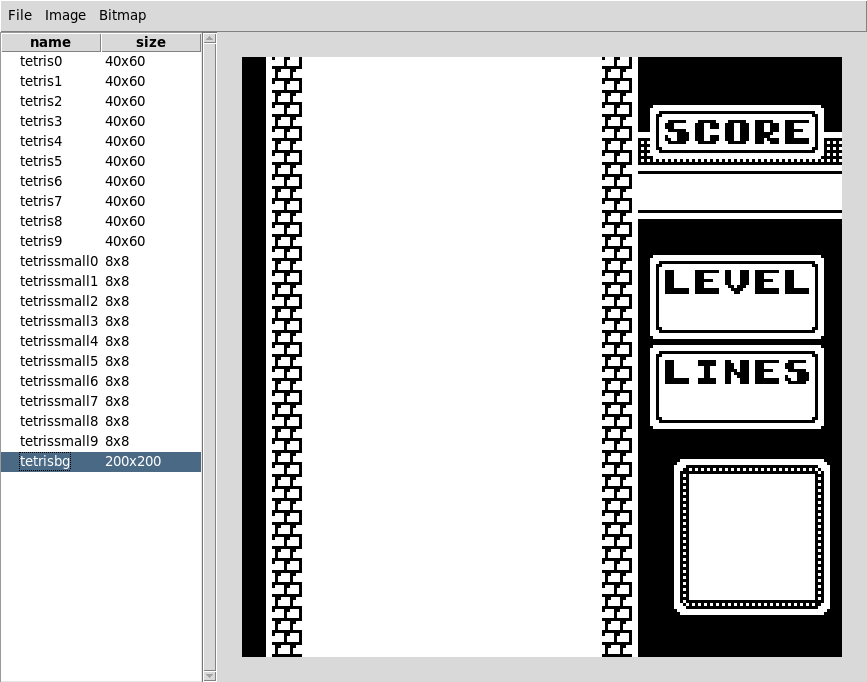 File Image Bitmap
name size
tetris0 40x60
tetris1 40x60
tetris2 40x60
tetris3 40x60
tetris4 40x60
tetris5 40x60
tetris6 40x60
tetris7 40x60
tetris8 40x60
tetris9 40x60
tetrissmall0 8x8
tetrissmall1 8x8
tetrissmall2 8x8
tetrissmall3 8x8
tetrissmall4 8x8
tetrissmall5 8x8
tetrissmall6 8x8
tetrissmall7 8x8
tetrissmall8 8x8
tetrissmall9 8x8
tetrisbg 200x200
SCORE
LEVEL
LINES